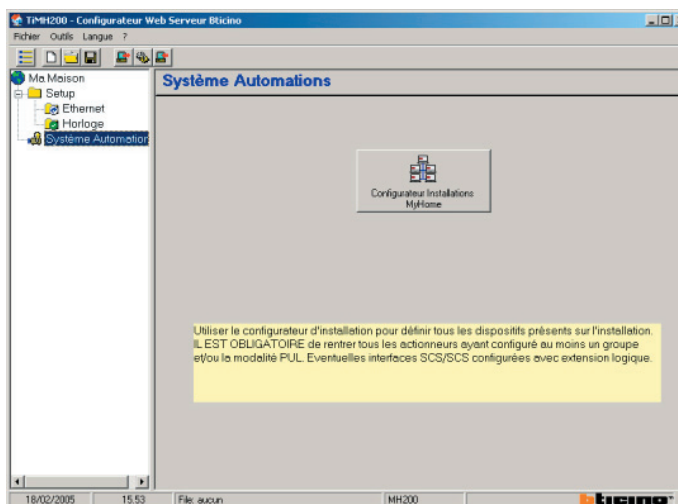 TiMH200 - Configurateur Web Serveur Bticino
Fichier Outils Langue ?
Ma Maison
Setup
Ethernet
Horloge
Système Automation
Système Automations
Configurateur Installations
MyHome
Utiliser le configurateur d'installation pour définir tous les dispositifs présents sur l'installation.
IL EST OBLIGATOIRE de rentrer tous les actionneurs ayant configuré au moins un groupe
et/ou la modalité PUL. Eventuelles interfaces SCS/SCS configurées avec extension logique.
18/02/2005 15.53 File: aucun MH200 bticino